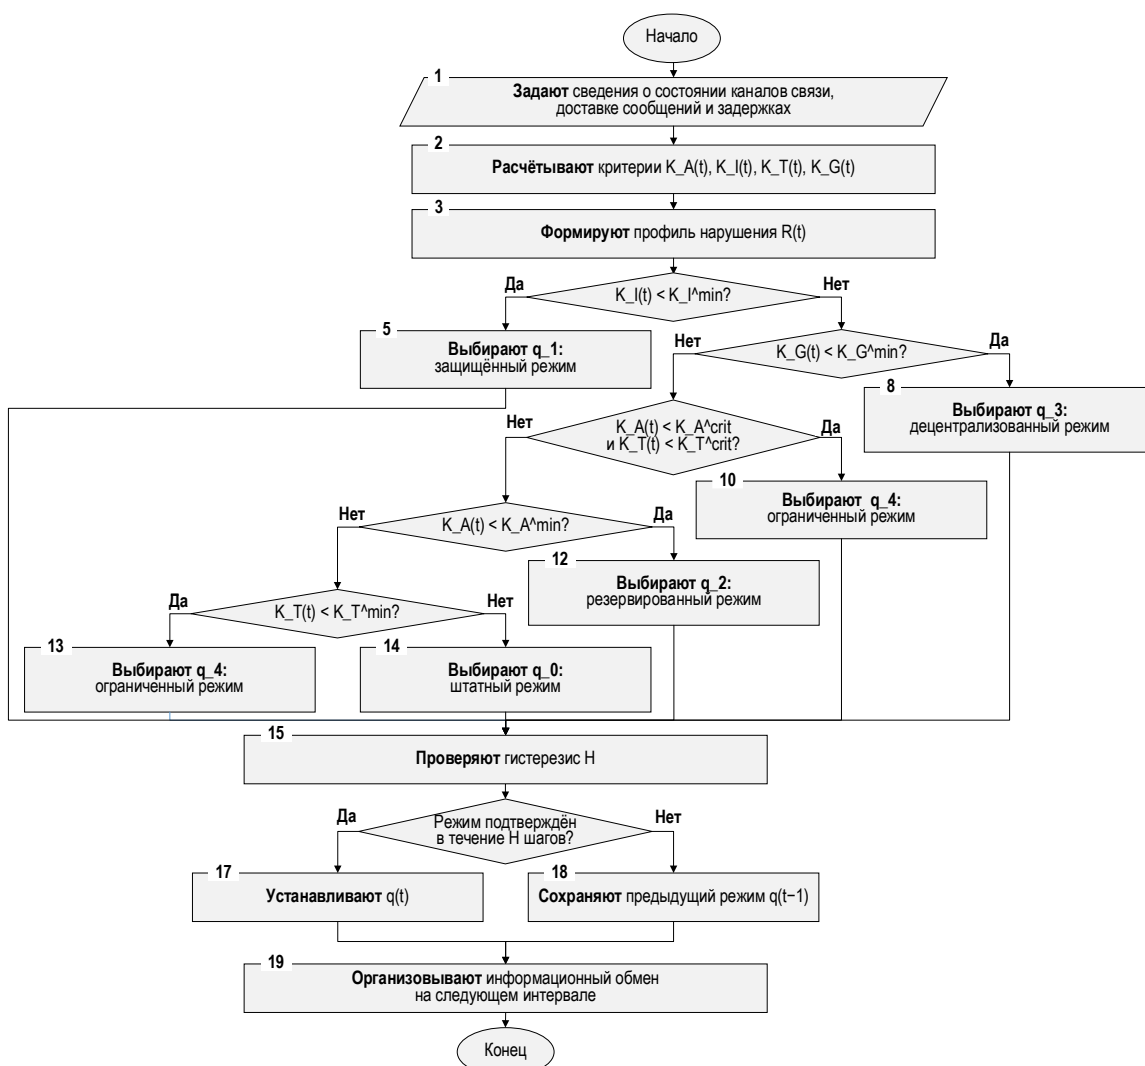 Начало
1
Задают сведения о состоянии каналов связи,
доставке сообщений и задержках
2
Расчётывают критерии K_A(t), K_I(t), K_T(t), K_G(t)
3
Формируют профиль нарушения R(t)
Да
K_I(t) < K_I^min?
Нет
5
Выбирают q_1:
защищённый режим
Нет
K_G(t) < K_G^min?
Да
8
Выбирают q_3:
децентрализованный режим
Нет
K_A(t) < K_A^crit
и K_T(t) < K_T^crit?
Да
10
Выбирают q_4:
ограниченный режим
Нет
K_A(t) < K_A^min?
Да
12
Выбирают q_2:
резервированный режим
Да
K_T(t) < K_T^min?
Нет
13
Выбирают q_4:
ограниченный режим
14
Выбирают q_0:
штатный режим
15
Проверяют гистерезис H
Да
Режим подтверждён
в течение H шагов?
Нет
17
Устанавливают q(t)
18
Сохраняют предыдущий режим q(t−1)
19
Организовывают информационный обмен
на следующем интервале
Конец